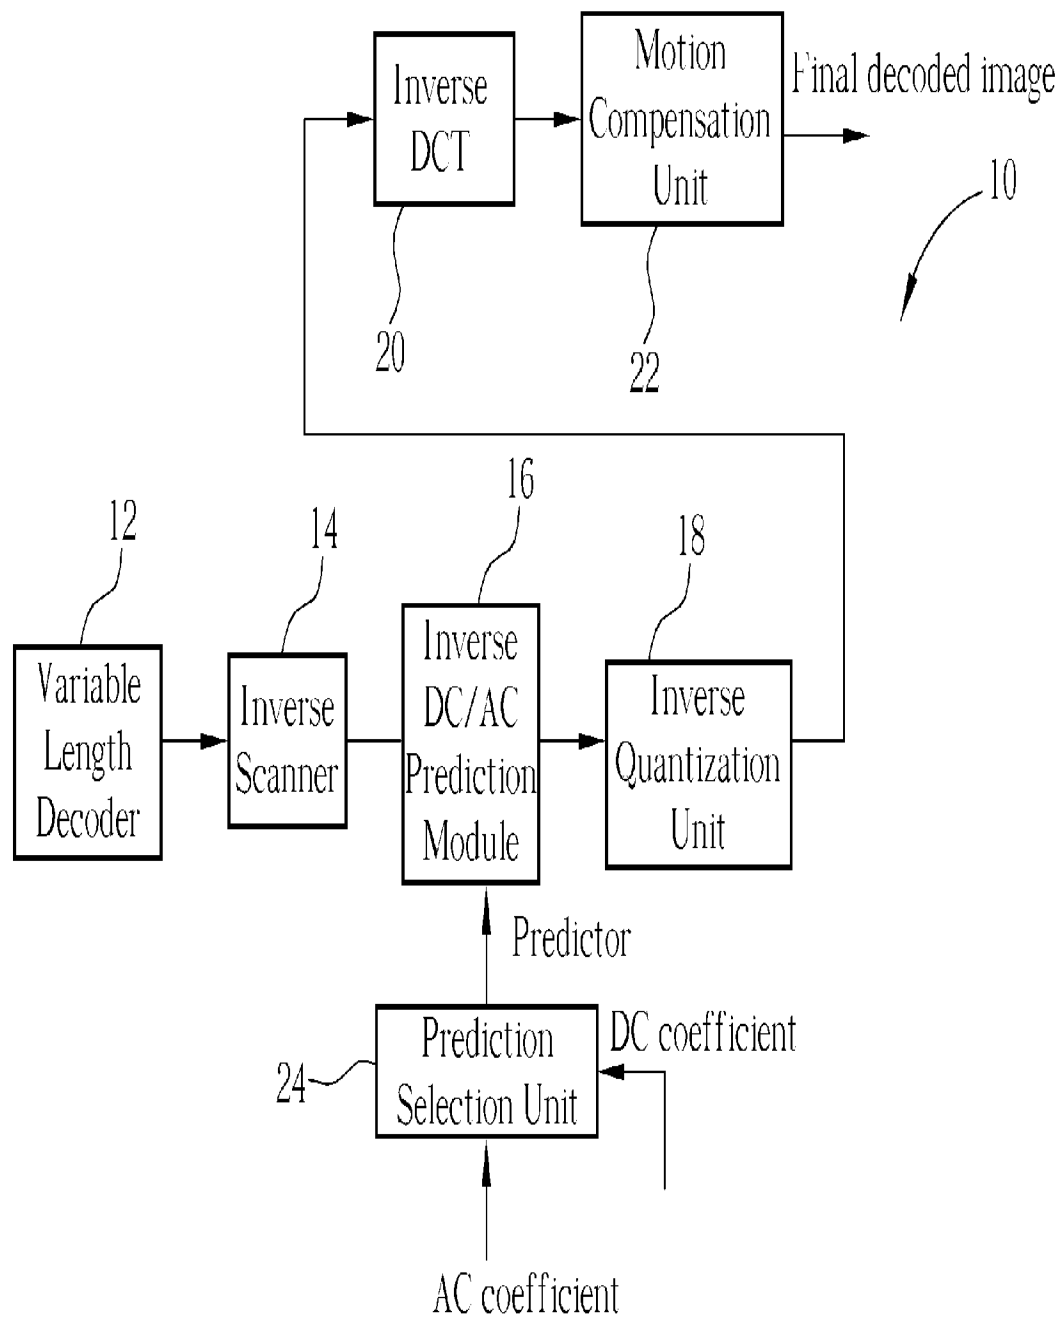 Inverse
DCT
Motion
Compensation
Unit
Final decoded image
10
20
22
12
14
16
18
Variable
Length
Decoder
Inverse
Scanner
Inverse
DC/AC
Prediction
Module
Inverse
Quantization
Unit
Predictor
Prediction
Selection Unit
24
DC coefficient
AC coefficient